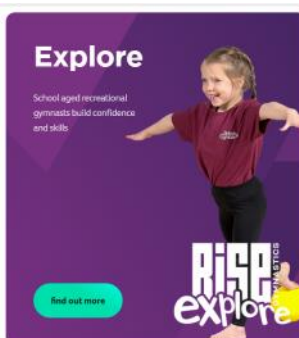 Explore
School aged recreational
gymnasts build confidence
and skills
find out more
RISE
GYMNASTICS
explore